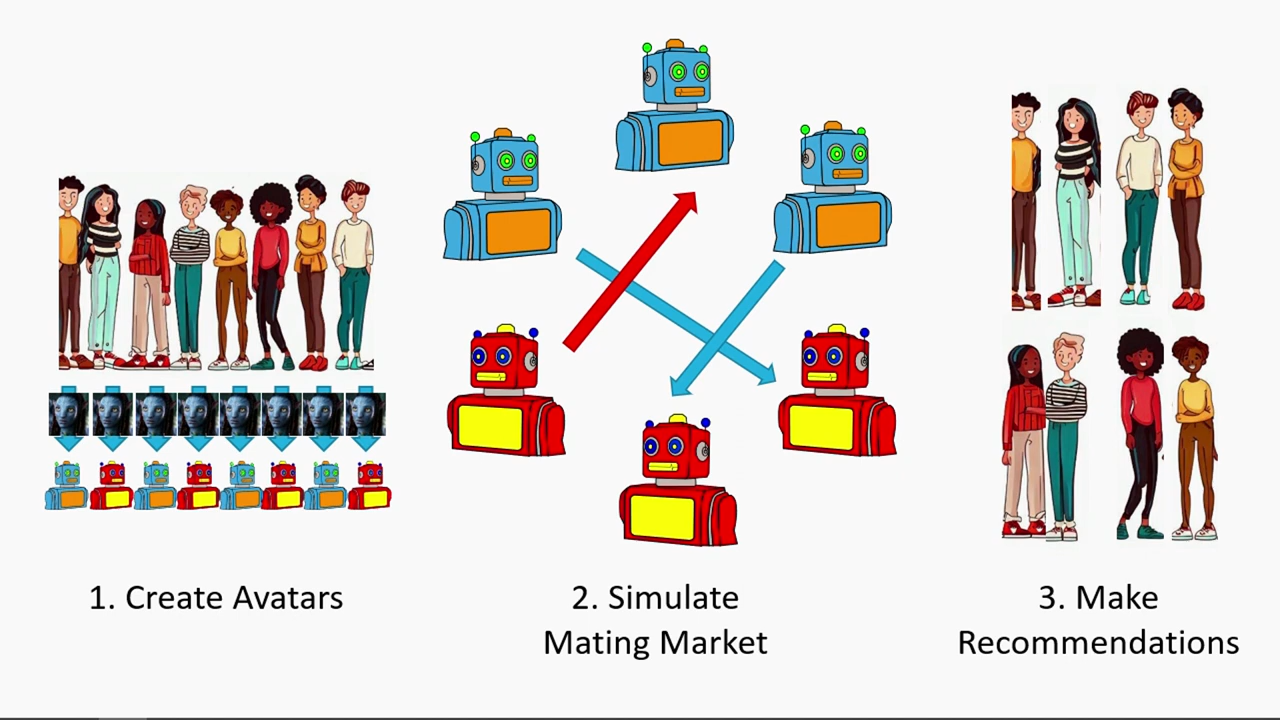 1. Create Avatars
2. Simulate
Mating Market
3. Make
Recommendations